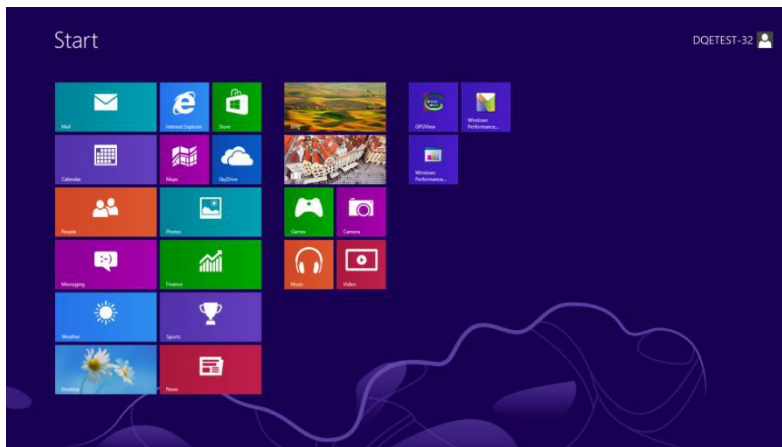 Start
DQETEST-32
Mail
Internet Explorer
Store
Bing
GPUView
Windows
Performance...
Calendar
Maps
SkyDrive
Windows
Performance...
People
Photos
Games
Camera
Messaging
Finance
Music
Video
Weather
Sports
Desktop
News